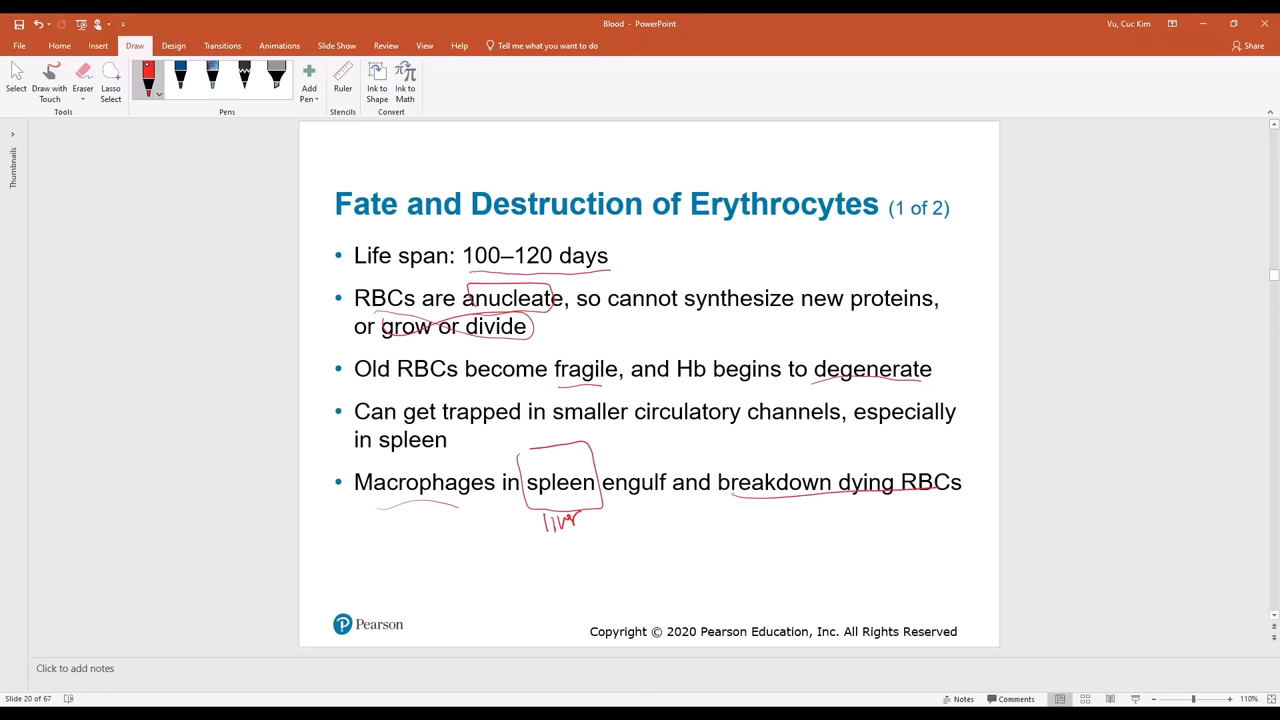 Blood - PowerPoint
Vu, Cuc Kim
File Home Insert Draw Design Transitions Animations Slide Show Review View Help Tell me what you want to do
Share
Select
Draw with Touch
Eraser
Lasso Select
Add Pen
Ruler
Ink to Shape
Ink to Math
Tools
Pens
Stencils
Convert
Thumbnails
Fate and Destruction of Erythrocytes (1 of 2)
• Life span: 100–120 days
• RBCs are anucleate, so cannot synthesize new proteins,
or grow or divide
• Old RBCs become fragile, and Hb begins to degenerate
• Can get trapped in smaller circulatory channels, especially
in spleen
• Macrophages in spleen engulf and breakdown dying RBCs
liver
P Pearson
Copyright © 2020 Pearson Education, Inc. All Rights Reserved
Click to add notes
Slide 20 of 67
Notes
Comments
110%